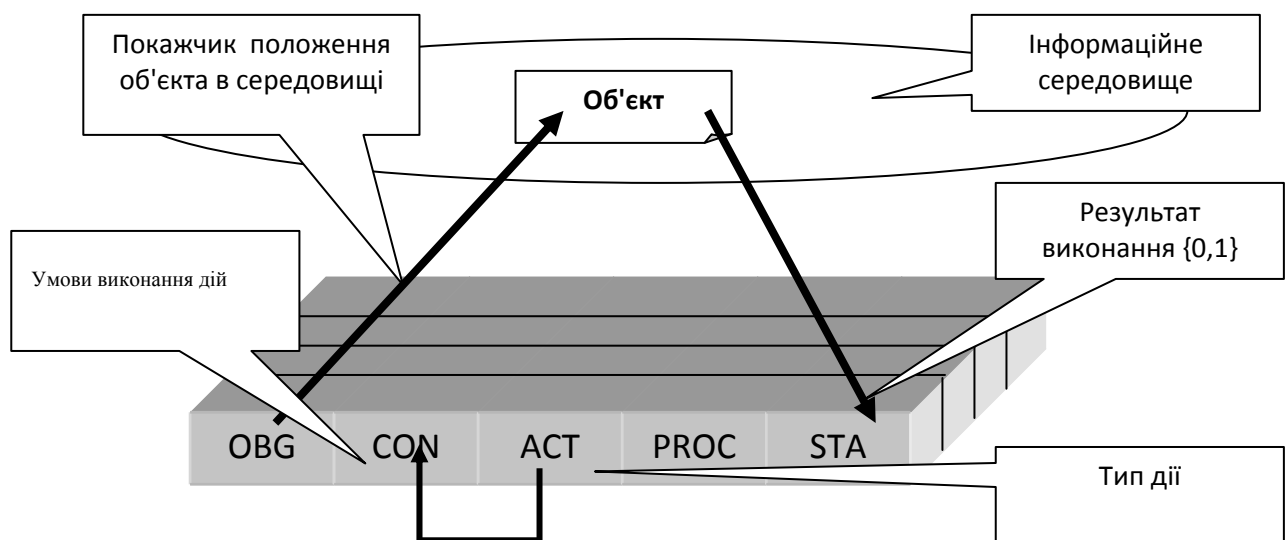 Покажчик положення
об'єкта в середовищі
Інформаційне
середовище
Об'єкт
Результат
виконання {0,1}
Умови виконання дій
OBG CON ACT PROC STA
Тип дії